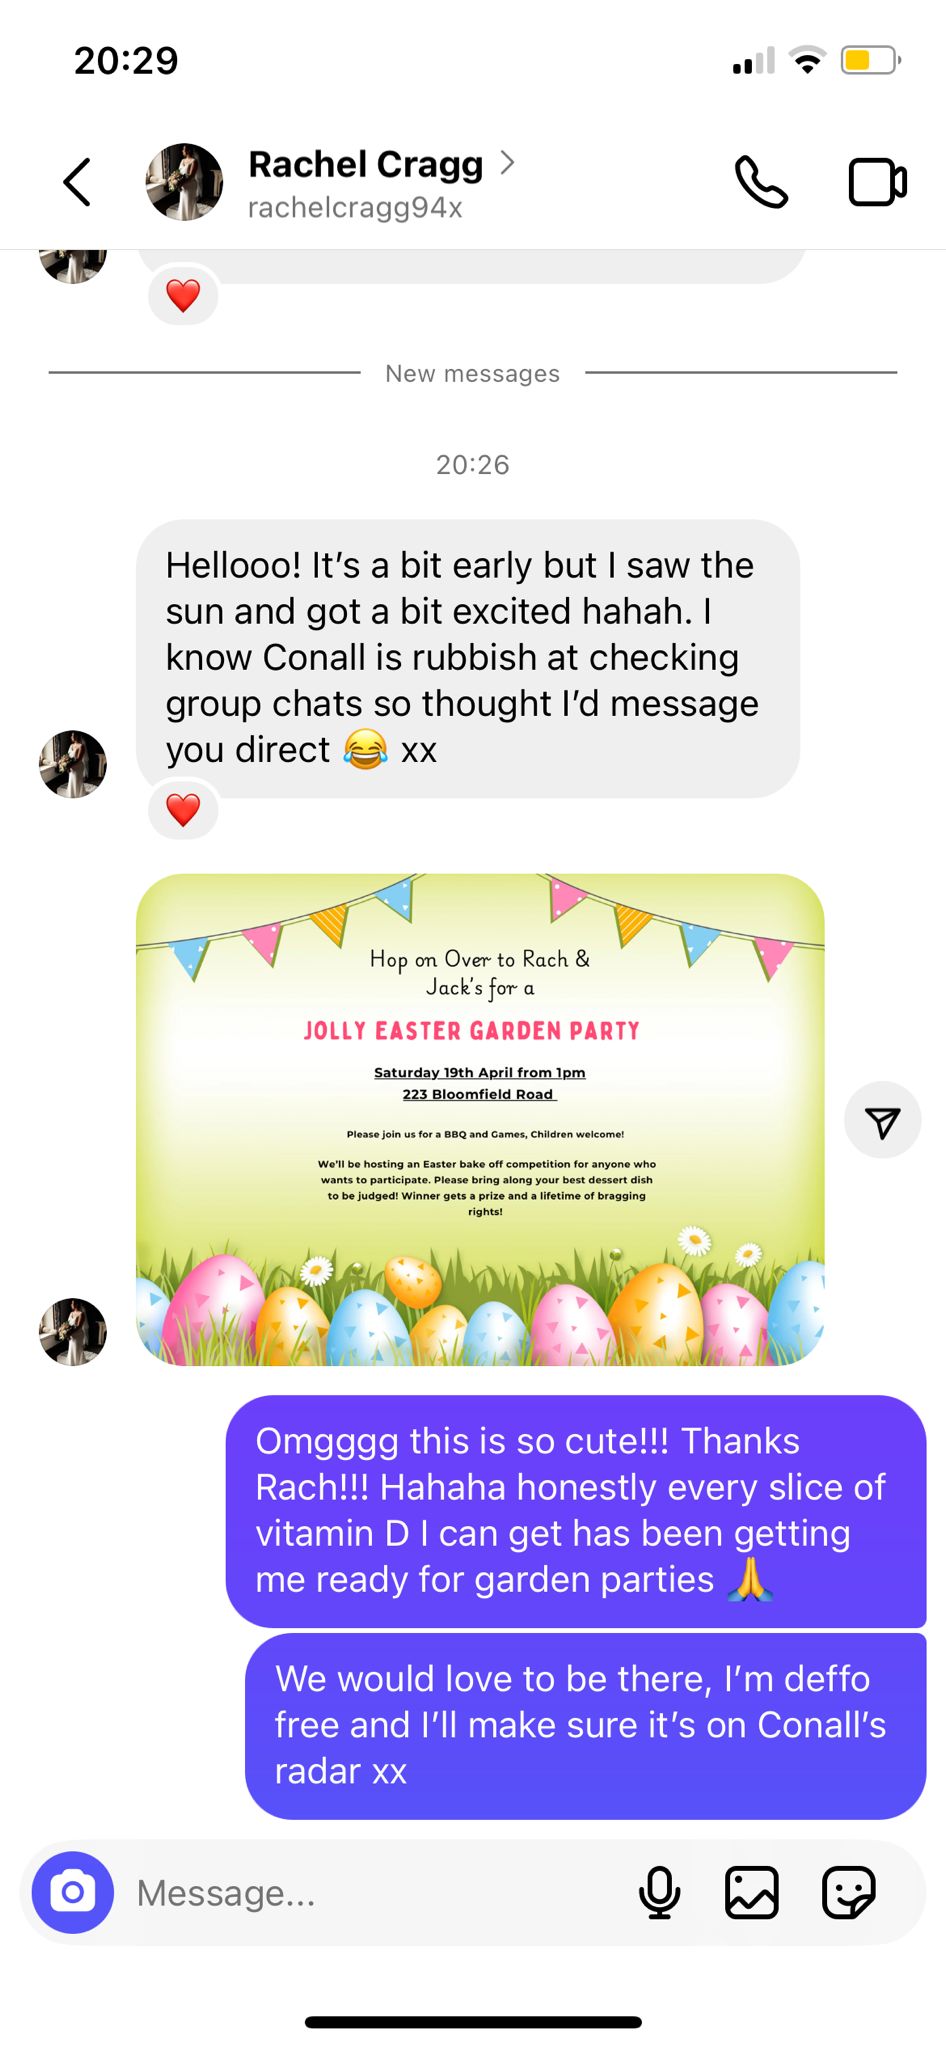 20:29
Rachel Cragg
rachelcragg94x
New messages
20:26
Hellooo! It’s a bit early but I saw the
sun and got a bit excited hahah. I
know Conall is rubbish at checking
group chats so thought I’d message
you direct 😂 xx
Hop on Over to Rach &
Jack's for a
JOLLY EASTER GARDEN PARTY
Saturday 19th April from 1pm
223 Bloomfield Road
Please join us for a BBQ and Games, Children welcome!
We'll be hosting an Easter bake off competition for anyone who
wants to participate. Please bring along your best dessert dish
to be judged! Winner gets a prize and a lifetime of bragging
rights!
Omgggg this is so cute!!! Thanks
Rach!!! Hahaha honestly every slice of
vitamin D I can get has been getting
me ready for garden parties 🙏
We would love to be there, I’m deffo
free and I’ll make sure it’s on Conall’s
radar xx
Message...